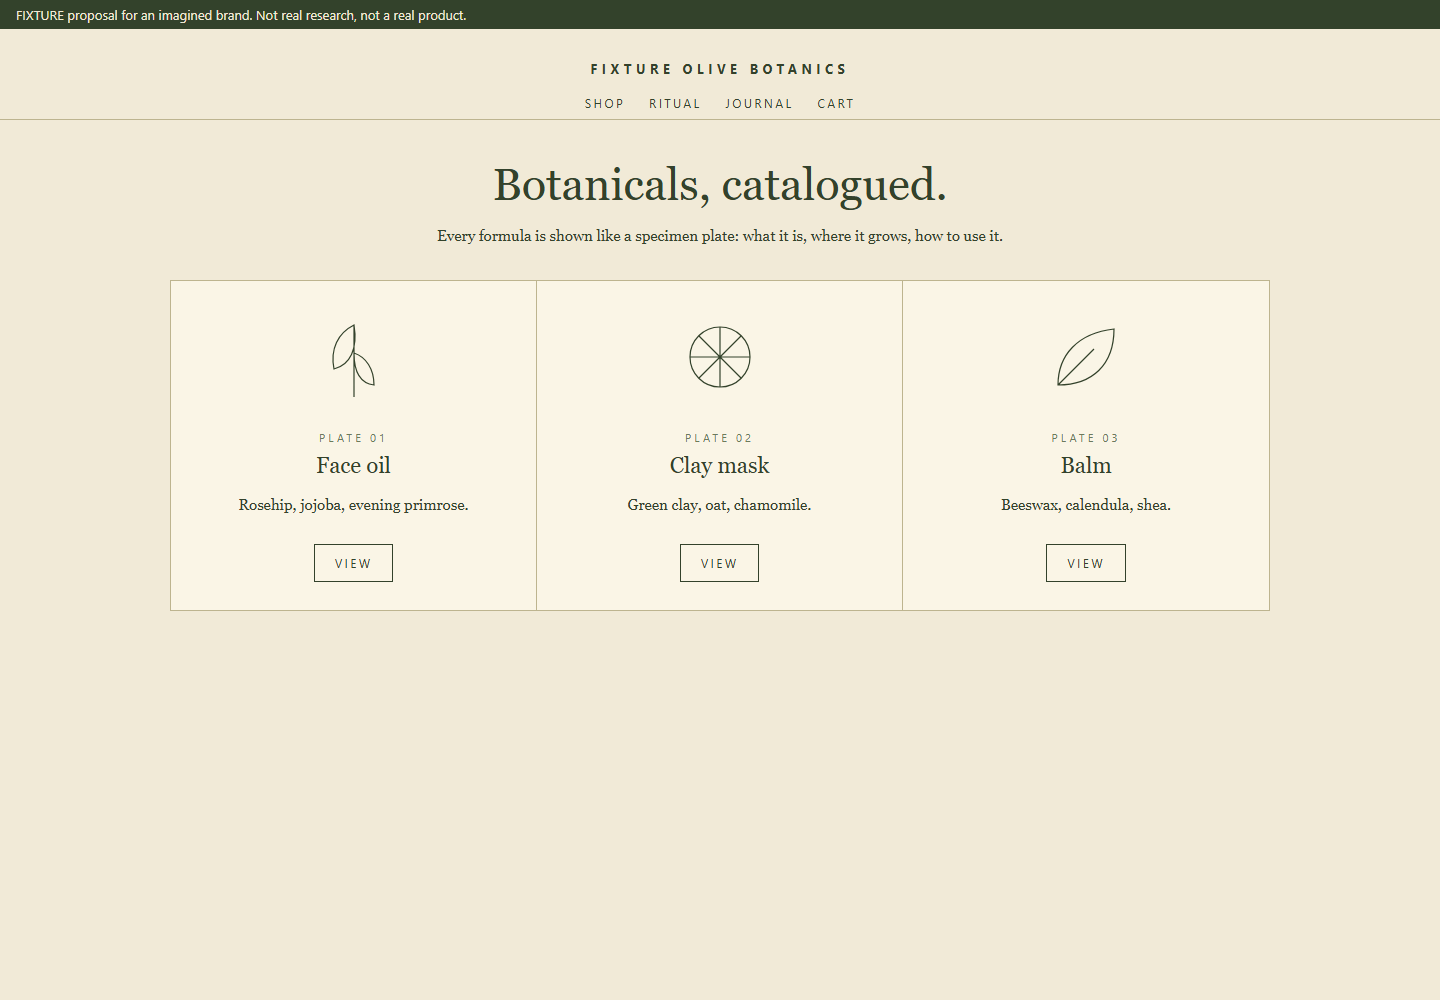 FIXTURE proposal for an imagined brand. Not real research, not a real product.
FIXTURE OLIVE BOTANICS
SHOP RITUAL JOURNAL CART
Botanicals, catalogued.
Every formula is shown like a specimen plate: what it is, where it grows, how to use it.
PLATE 01
Face oil
Rosehip, jojoba, evening primrose.
VIEW
PLATE 02
Clay mask
Green clay, oat, chamomile.
VIEW
PLATE 03
Balm
Beeswax, calendula, shea.
VIEW